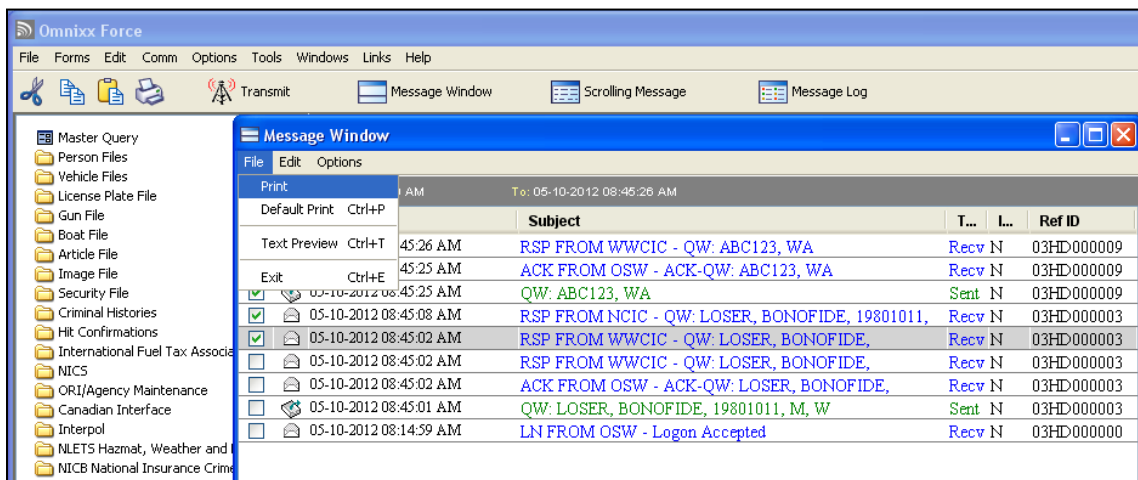 Omnixx Force
File Forms Edit Comm Options Tools Windows Links Help
Transmit Message Window Scrolling Message Message Log
Master Query
Person Files
Vehicle Files
License Plate File
Gun File
Boat File
Article File
Image File
Security File
Criminal Histories
Hit Confirmations
International Fuel Tax Associa
NICS
ORI/Agency Maintenance
Canadian Interface
Interpol
NLETS Hazmat, Weather and
NICB National Insurance Crime
Message Window
File Edit Options
Print
Default Print Ctrl+P
Text Preview Ctrl+T
Exit Ctrl+E
AM To: 05-10-2012 08:45:26 AM
Subject T... I... Ref ID
45:26 AM RSP FROM WWCIC - QW: ABC123, WA Recv N 03HD000009
45:25 AM ACK FROM OSW - ACK-QW: ABC123, WA Recv N 03HD000009
05-10-2012 08:45:25 AM QW: ABC123, WA Sent N 03HD000009
05-10-2012 08:45:08 AM RSP FROM NCIC - QW: LOSER, BONOFIDE, 19801011, Recv N 03HD000003
05-10-2012 08:45:02 AM RSP FROM WWCIC - QW: LOSER, BONOFIDE, Recv N 03HD000003
05-10-2012 08:45:02 AM RSP FROM WWCIC - QW: LOSER, BONOFIDE, Recv N 03HD000003
05-10-2012 08:45:02 AM ACK FROM OSW - ACK-QW: LOSER, BONOFIDE, Recv N 03HD000003
05-10-2012 08:45:01 AM QW: LOSER, BONOFIDE, 19801011, M, W Sent N 03HD000003
05-10-2012 08:14:59 AM LN FROM OSW - Logon Accepted Recv N 03HD000000